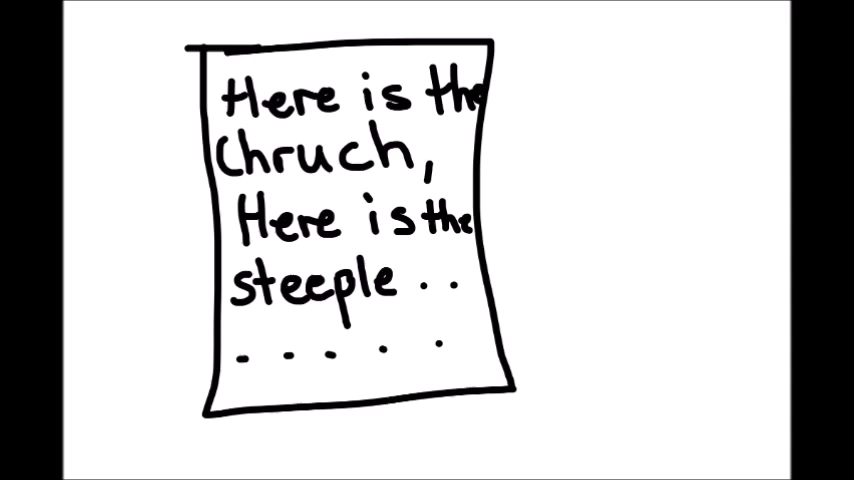 Here is the
Chruch,
Here is the
steeple . .
. . . . .